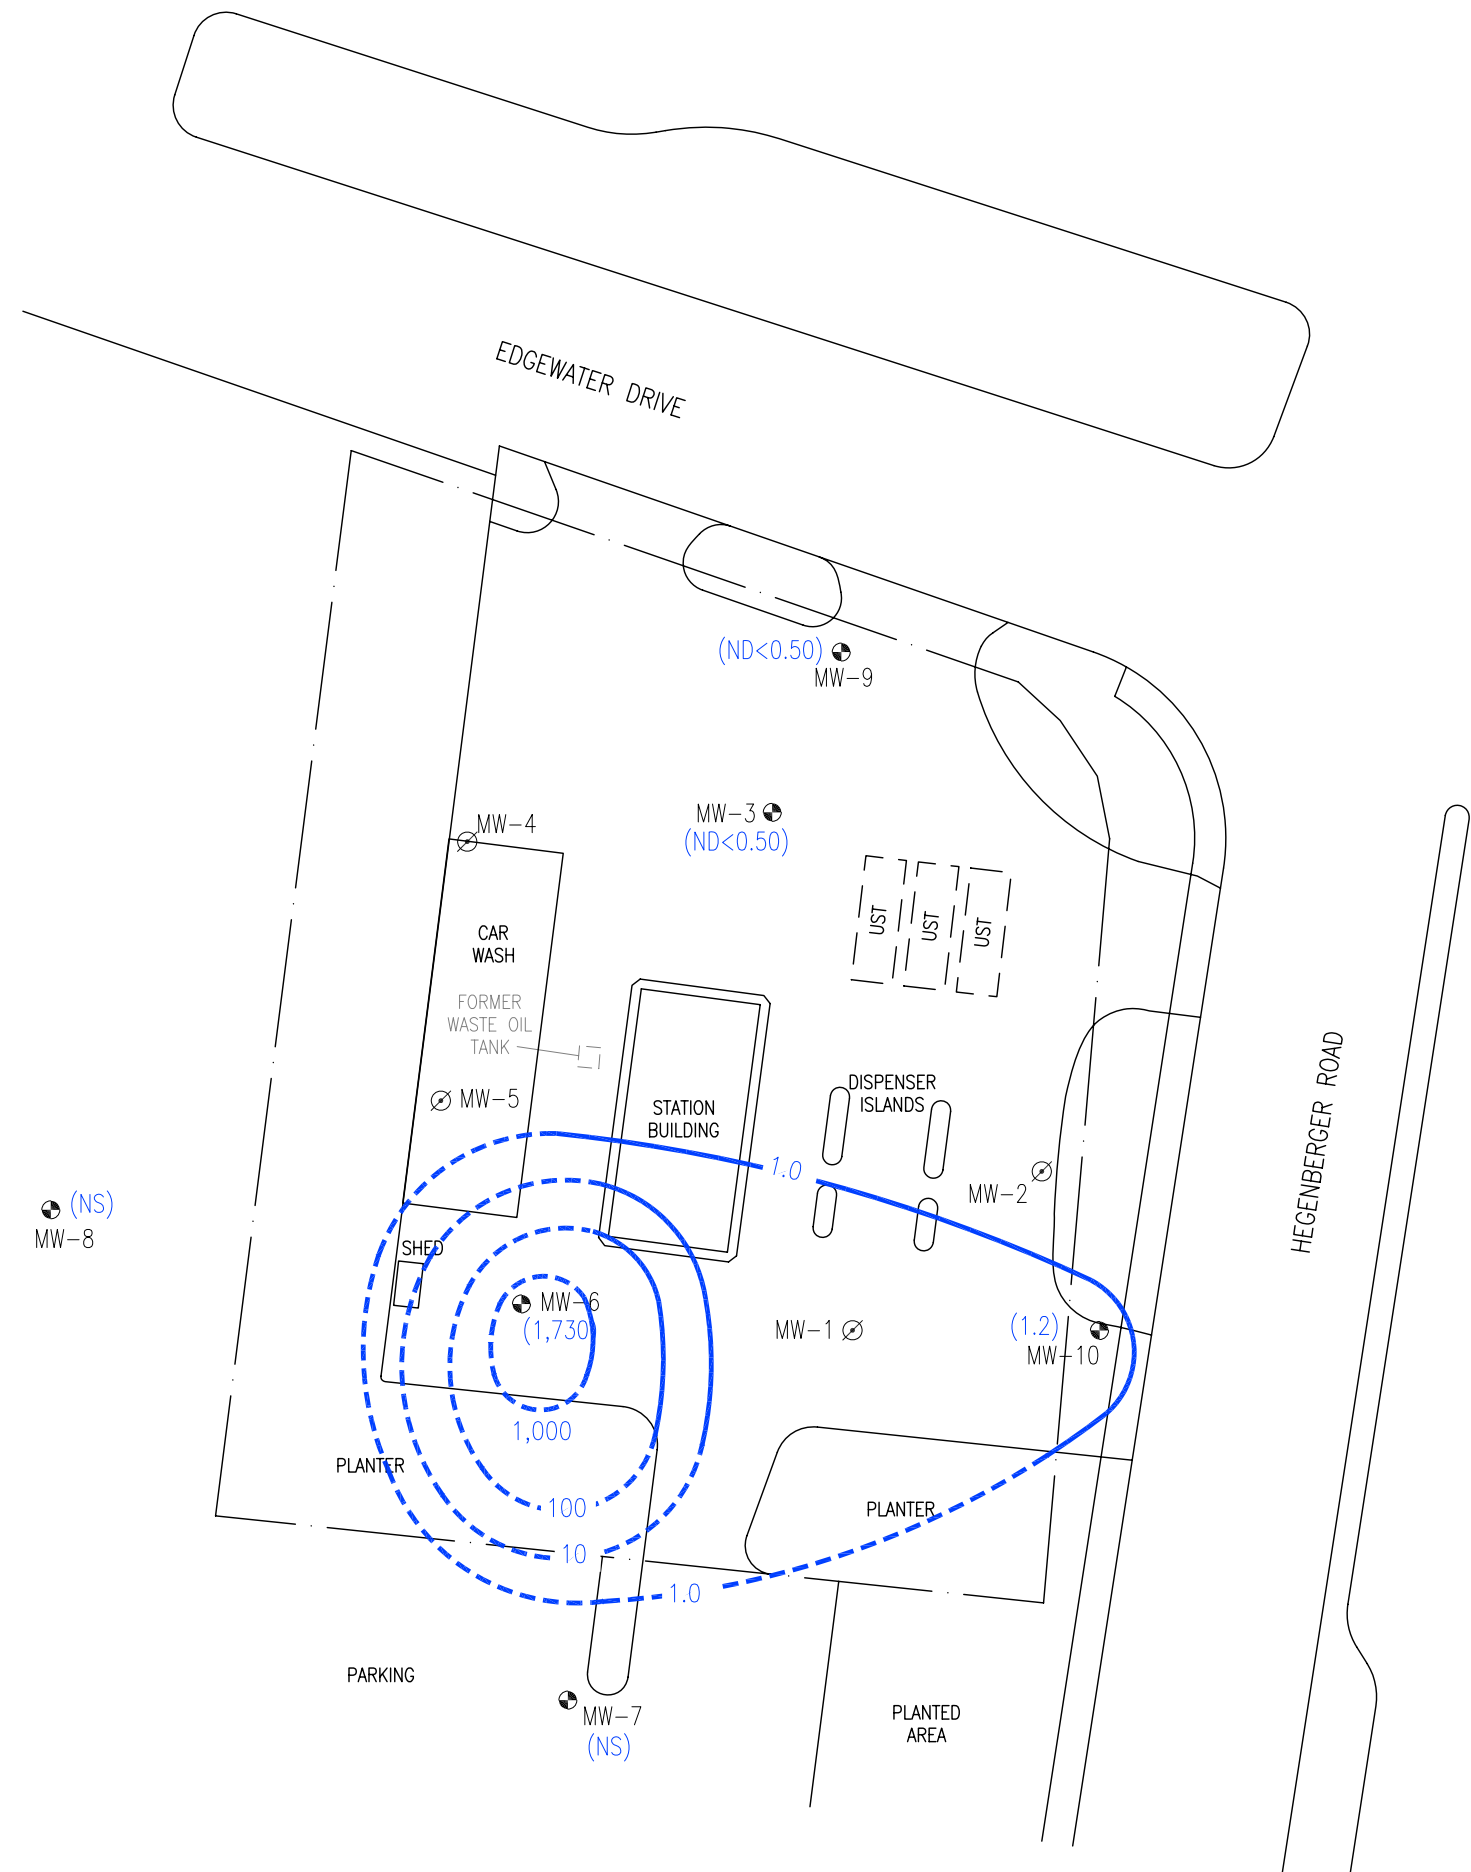 EDGEWATER DRIVE
(ND<0.50)
MW-9
MW-3
(ND<0.50)
MW-4
UST
UST
UST
CAR
WASH
FORMER
WASTE OIL
TANK
MW-5
STATION
BUILDING
DISPENSER
ISLANDS
HEGENBERGER ROAD
1.0
MW-2
(NS)
MW-8
SHED
MW-6
(1,730
MW-1
(1.2)
MW-10
1,000
PLANTER
100
PLANTER
10
1.0
PARKING
MW-7
(NS)
PLANTED
AREA